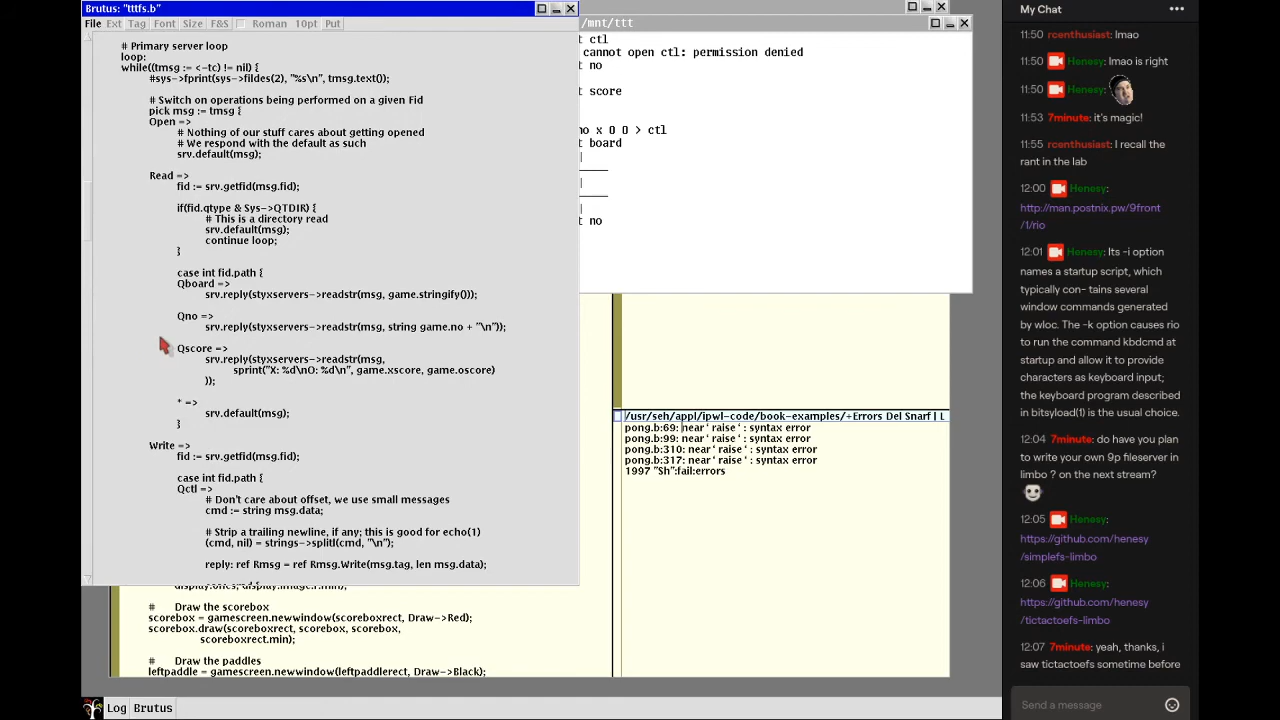 Brutus: "tttfs.b"
File Ext Tag Font Size F&S Roman 10pt Put
# Primary server loop
loop:
while((tmsg := <-tc) != nil) {
#sys->fprint(sys->fildes(2), "%s\n", tmsg.text());
# Switch on operations being performed on a given Fid
pick msg := tmsg {
Open =>
# Nothing of our stuff cares about getting opened
# We respond with the default as such
srv.default(msg);
Read =>
fid := srv.getfid(msg.fid);
if(fid.qtype & Sys->QTDIR) {
# This is a directory read
srv.default(msg);
continue loop;
}
case int fid.path {
Qboard =>
srv.reply(styxservers->readstr(msg, game.stringify()));
Qno =>
srv.reply(styxservers->readstr(msg, string game.no + "\n"));
Qscore =>
srv.reply(styxservers->readstr(msg,
sprint("X: %d\nO: %d\n", game.xscore, game.oscore)
));
* =>
srv.default(msg);
}
Write =>
fid := srv.getfid(msg.fid);
case int fid.path {
Qctl =>
# Don't care about offset, we use small messages
cmd := string msg.data;
# Strip a trailing newline, if any; this is good for echo(1)
(cmd, nil) = strings->splitl(cmd, "\n");
reply: ref Rmsg = ref Rmsg.Write(msg.tag, len msg.data);
/mnt/ttt
t ctl
cannot open ctl: permission denied
t no
t score
no x 0 0 > ctl
t board
|
|
|
t no
/usr/seh/appl/ipwl-code/book-examples/+Errors Del Snarf | L
pong.b:69: near ` raise ` : syntax error
pong.b:99: near ` raise ` : syntax error
pong.b:310: near ` raise ` : syntax error
pong.b:317: near ` raise ` : syntax error
1997 "Sh":fail:errors
# Draw the scorebox
scorebox = gamescreen.newwindow(scoreboxrect, Draw->Red);
scorebox.draw(scoreboxrect, scorebox, scorebox,
scoreboxrect.min);
# Draw the paddles
leftpaddle = gamescreen.newwindow(leftpaddlerect, Draw->Black);
Log Brutus
My Chat
11:50 rcenthusiast: lmao
11:50 Henesy: lmao is right
11:50 Henesy:
11:53 7minute: it's magic!
11:55 rcenthusiast: I recall the
rant in the lab
12:00 Henesy:
http://man.postnix.pw/9front
/1/rio
12:01 Henesy: Its -i option
names a startup script, which
typically con- tains several
window commands generated
by wloc. The -k option causes rio
to run the command kbdcmd at
startup and allow it to provide
characters as keyboard input;
the keyboard program described
in bitsyload(1) is the usual choice.
12:04 7minute: do have you plan
to write your own 9p fileserver in
limbo ? on the next stream?
12:05 Henesy:
https://github.com/henesy
/simplefs-limbo
12:06 Henesy:
https://github.com/henesy
/tictactoefs-limbo
12:07 7minute: yeah, thanks, i
saw tictactoefs sometime before
Send a message